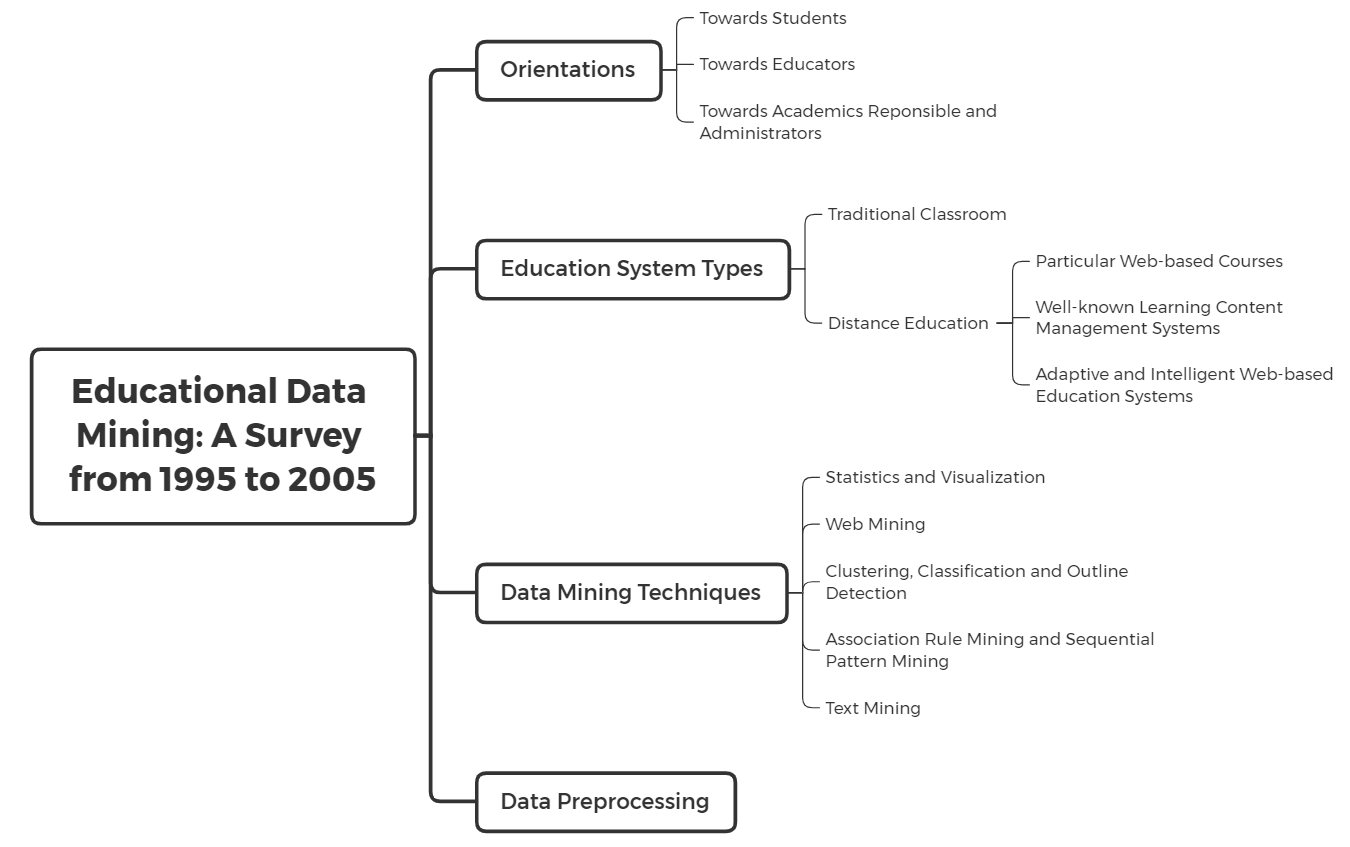 Educational Data
Mining: A Survey
from 1995 to 2005
Orientations
Towards Students
Towards Educators
Towards Academics Reponsible and
Administrators
Education System Types
Traditional Classroom
Distance Education
Particular Web-based Courses
Well-known Learning Content
Management Systems
Adaptive and Intelligent Web-based
Education Systems
Data Mining Techniques
Statistics and Visualization
Web Mining
Clustering, Classification and Outline
Detection
Association Rule Mining and Sequential
Pattern Mining
Text Mining
Data Preprocessing